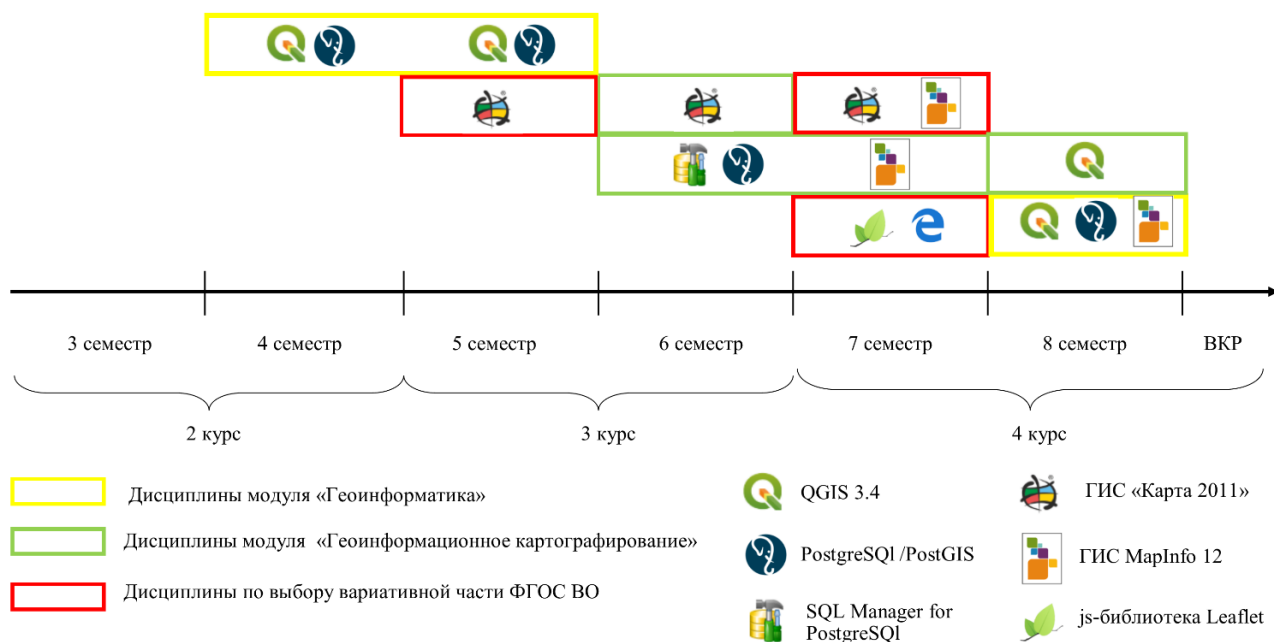 3 семестр
4 семестр
5 семестр
6 семестр
7 семестр
8 семестр
ВКР
2 курс
3 курс
4 курс
Дисциплины модуля «Геоинформатика»
Дисциплины модуля «Геоинформационное картографирование»
Дисциплины по выбору вариативной части ФГОС ВО
QGIS 3.4
PostgreSQl /PostGIS
SQL Manager for
PostgreSQl
ГИС «Карта 2011»
ГИС MapInfo 12
js-библиотека Leaflet